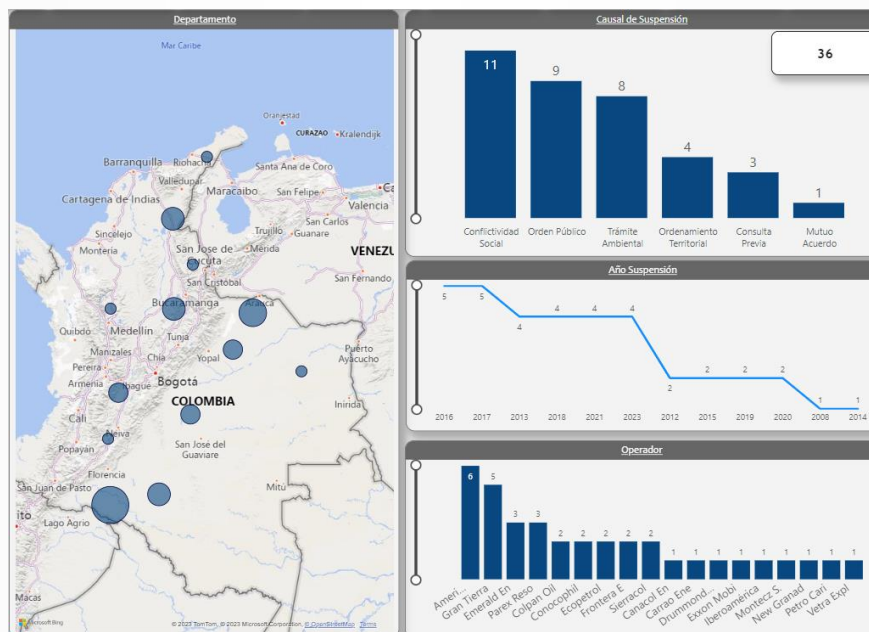 Departamento
Mar Caribe
Oranjestad
CURAZAO
Kralendijk
Barranquilla
Riohacha
Santa Ana de Coro
Valledupar
Maracaibo
San Felipe
Cartagena de Indias
Valencia
San Carlos
Sincelejo
Trujillo
Guanare
Montería
Mérida
San José de
Cúcuta
VENEZU
San Cristóbal
San Fernando
Bucaramanga
Arauca
Medellín
Quibdó
Tunja
Puerto
Ayacucho
Manizales
Chia
Yopal
Pereira
Armenia
Ibague
Bogotá
COLOMBIA
Inirida
Cali
Neiva
San José del
Guaviare
Popayán
Florencia
Mitú
San Juan de Pasto
ito
Lago Agrio
Macas
Microsoft Bing
© 2023 TomTom, © 2023 Microsoft Corporation, © OpenStreetMap Terms
Causal de Suspensión
36
11
9
8
4
3
1
Conflictividad Orden Público Trámite Ordenamiento Consulta Mutuo
Social Ambiental Territorial Previa Acuerdo
Año Suspensión
5 5 4 4 4 4 2 2 2 2 1 1
2016 2017 2013 2018 2021 2023 2012 2015 2019 2020 2008 2014
Operador
6 5 3 3 2 2 2 2 2 1 1 1 1 1 1 1 1 1
Ameri...
Gran Tierra
Emerald En
Parex Reso
Colpan Oil
Conocophil
Ecopetrol
Frontera E
Sierracol
Canacol En
Carrao Ene
Drummond...
Exxon Mobi
Iberoamérica
Montecz S.
New Granad
Petro Cari
Vetra Expl